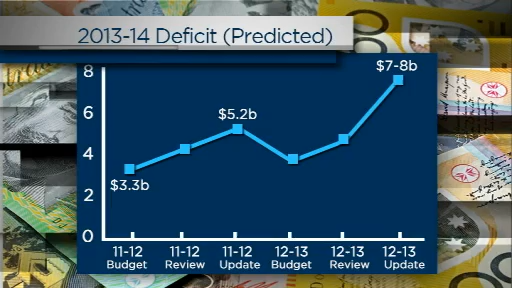 2013-14 Deficit (Predicted)
8
6
4
2
0
$3.3b
$5.2b
$7-8b
11-12 Budget
11-12 Review
11-12 Update
12-13 Budget
12-13 Review
12-13 Update